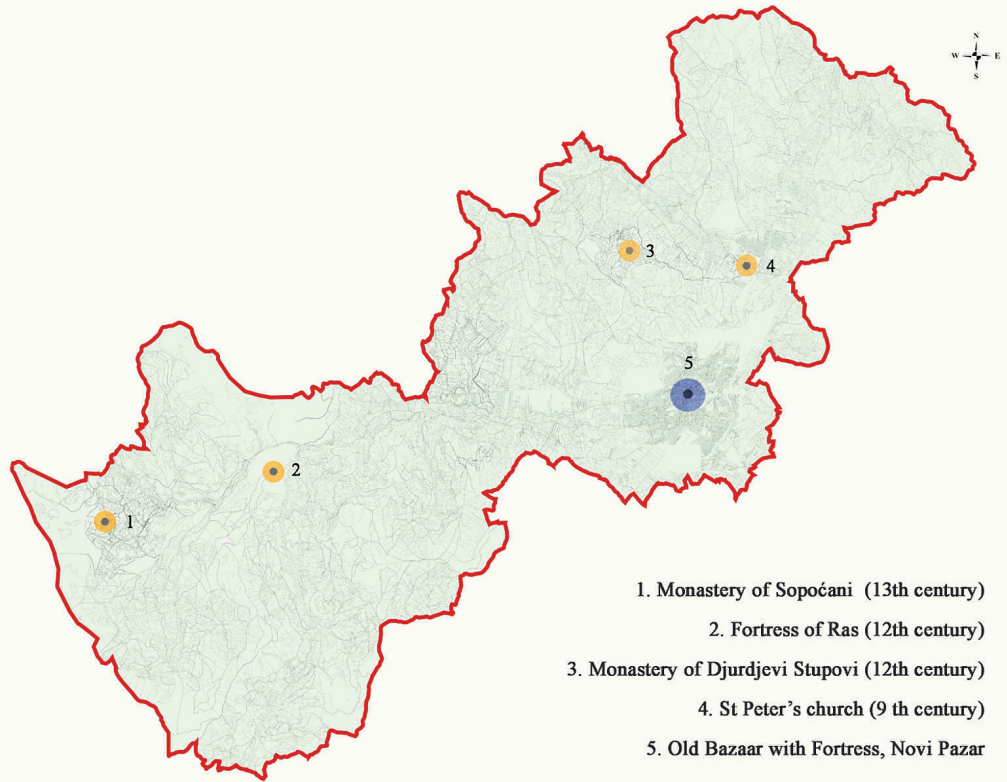 N
W E
S
3
4
5
2
1
1. Monastery of Sopoćani (13th century)
2. Fortress of Ras (12th century)
3. Monastery of Djurdjevi Stupovi (12th century)
4. St Peter’s church (9 th century)
5. Old Bazaar with Fortress, Novi Pazar